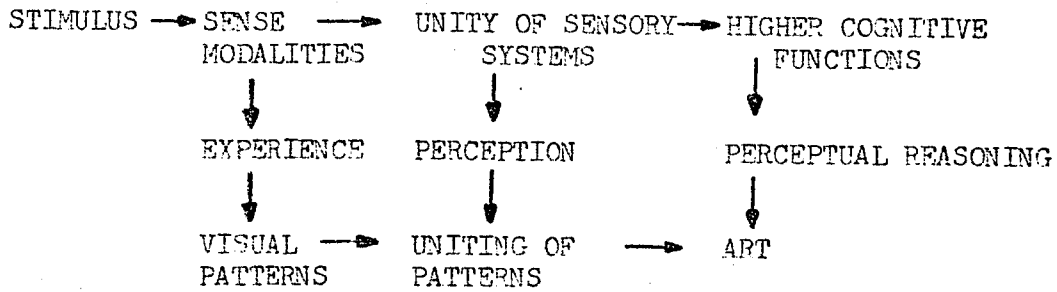 STIMULUS SENSE UNITY OF SENSORY HIGHER COGNITIVE
MODALITIES SYSTEMS FUNCTIONS
EXPERIENCE PERCEPTION PERCEPTUAL REASONING
VISUAL UNITING OF ART
PATTERNS PATTERNS